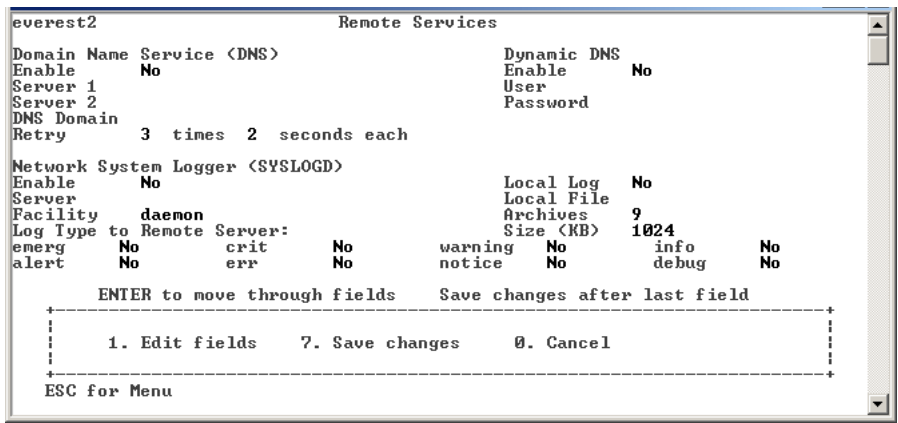 everest2 Remote Services
Domain Name Service (DNS) Dynamic DNS
Enable No Enable No
Server 1 User
Server 2 Password
DNS Domain
Retry 3 times 2 seconds each
Network System Logger (SYSLOGD)
Enable No Local Log No
Server Local File
Facility daemon Archives 9
Log Type to Remote Server: Size (KB) 1024
emerg No crit No warning No info No
alert No err No notice No debug No
ENTER to move through fields Save changes after last field
1. Edit fields 7. Save changes 0. Cancel
ESC for Menu